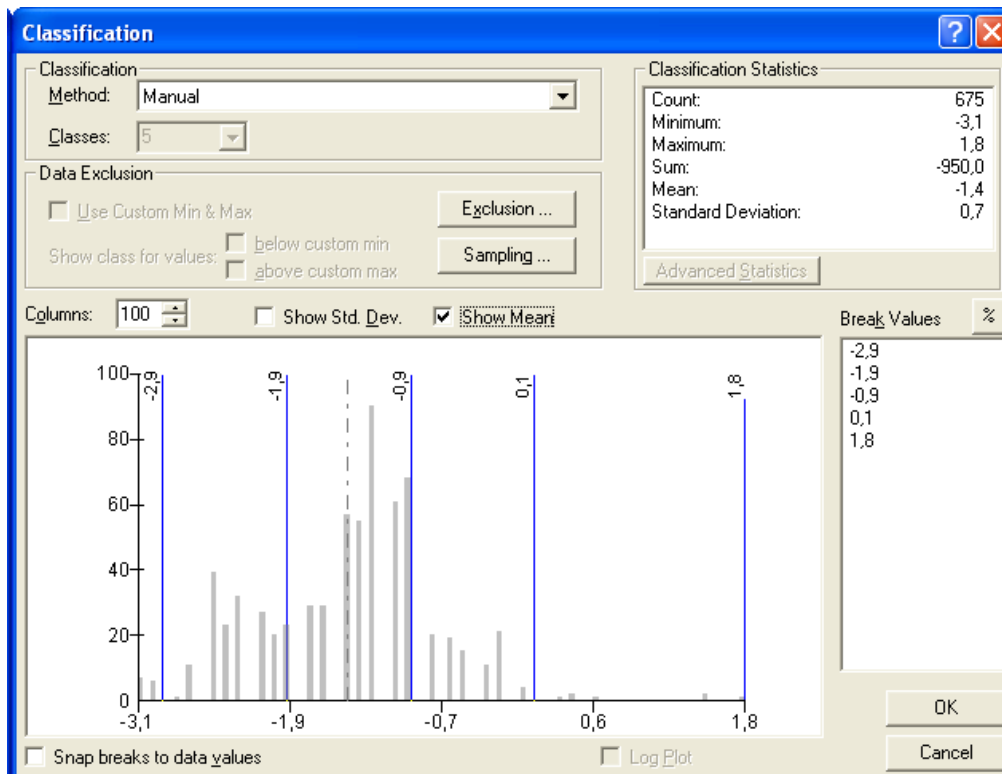 Classification
Classification
Method: Manual
Classes: 5
Data Exclusion
Use Custom Min & Max
Exclusion ...
Show class for values:
below custom min
above custom max
Sampling ...
Classification Statistics
Count: 675
Minimum: -3,1
Maximum: 1,8
Sum: -950,0
Mean: -1,4
Standard Deviation: 0,7
Advanced Statistics
Columns: 100
Show Std. Dev.
Show Mean
Break Values
%
-2,9
-1,9
-0,9
0,1
1,8
-2,9 -1,9 -0,9 0,1 1,8
100
80
60
40
20
0
-3,1 -1,9 -0,7 0,6 1,8
Snap breaks to data values
Log Plot
OK
Cancel